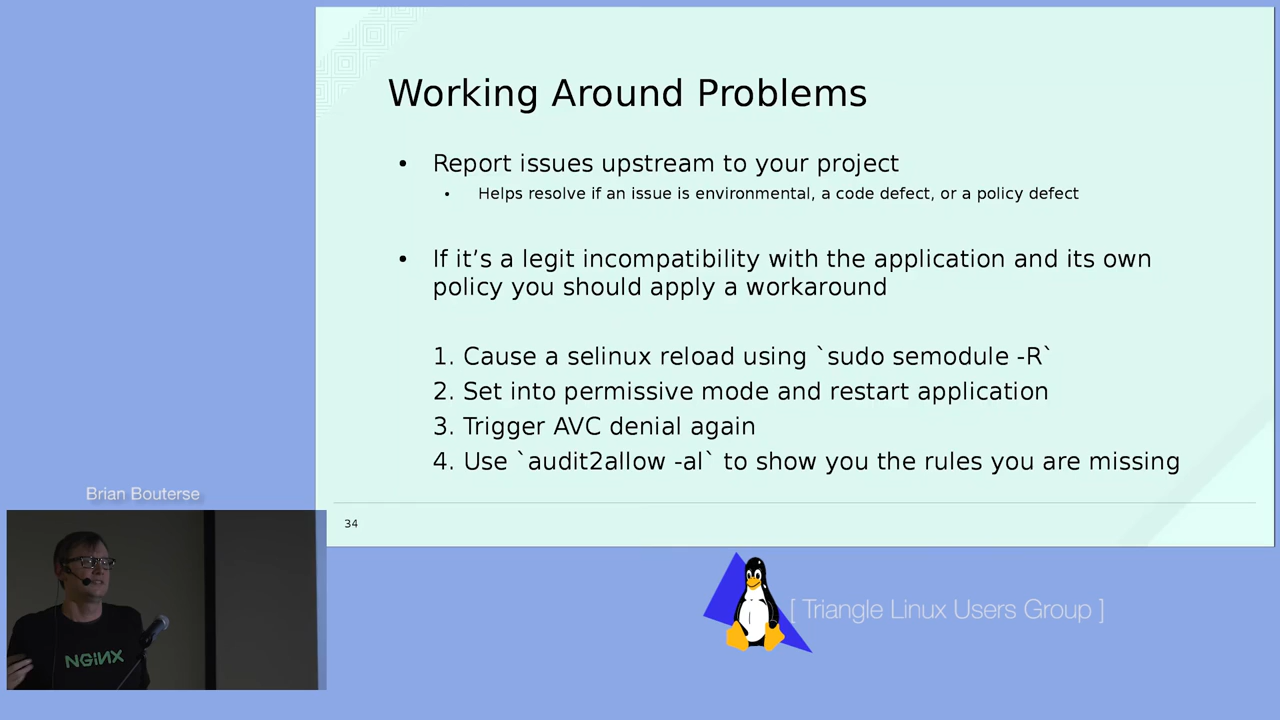 Working Around Problems
• Report issues upstream to your project
• Helps resolve if an issue is environmental, a code defect, or a policy defect
• If it’s a legit incompatibility with the application and its own
policy you should apply a workaround
1. Cause a selinux reload using `sudo semodule -R`
2. Set into permissive mode and restart application
3. Trigger AVC denial again
4. Use `audit2allow -al` to show you the rules you are missing
34
Brian Bouterse
NGINX
[ Triangle Linux Users Group ]